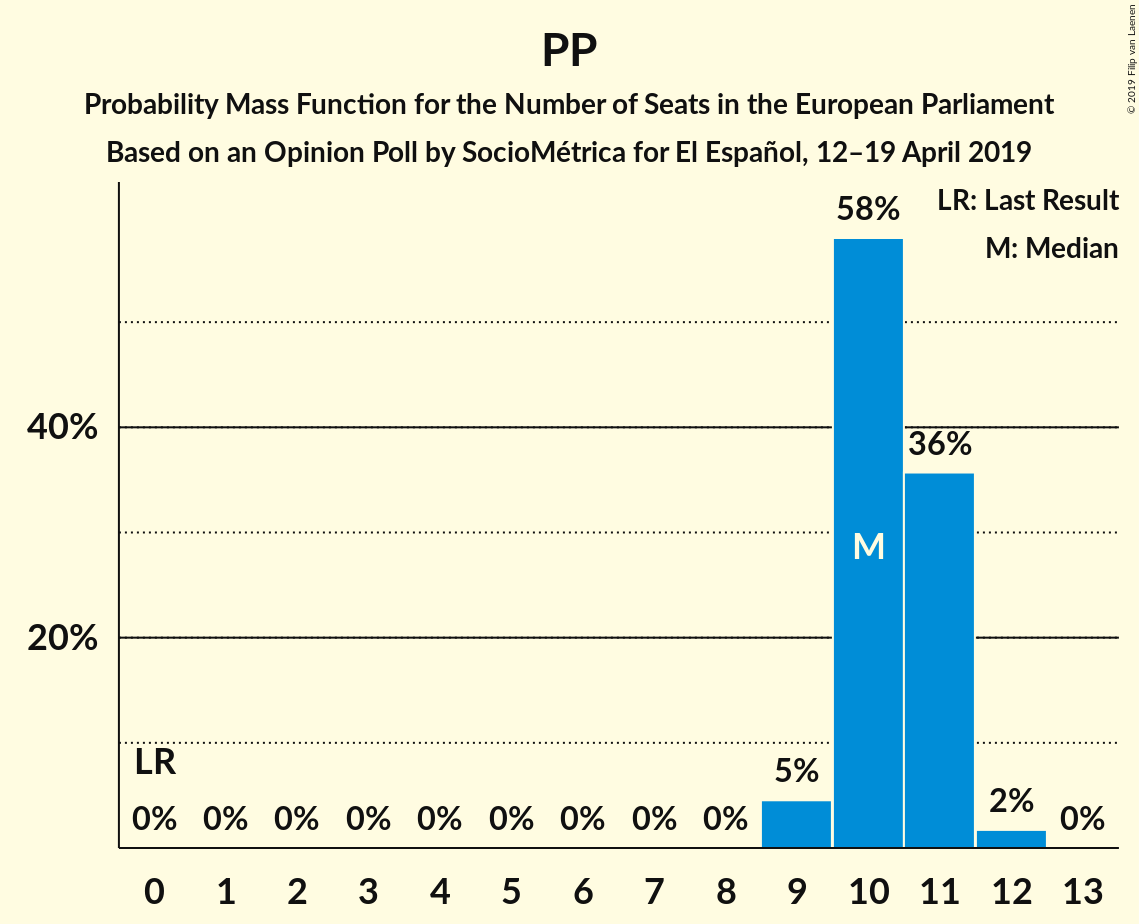 PP
Probability Mass Function for the Number of Seats in the European Parliament
Based on an Opinion Poll by SocioMétrica for El Español, 12–19 April 2019
© 2019 Filip van Laenen
LR: Last Result
M: Median
58%
40%
36%
M
20%
LR
5%
2%
0% 0% 0% 0% 0% 0% 0% 0% 0% 0%
0 1 2 3 4 5 6 7 8 9 10 11 12 13